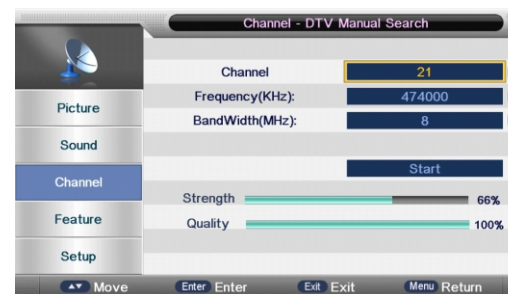 Channel - DTV Manual Search
Picture
Sound
Channel
Feature
Setup
Channel 21
Frequency(KHz): 474000
BandWidth(MHz): 8
Start
Strength 66%
Quality 100%
Move Enter Enter Exit Exit Menu Return